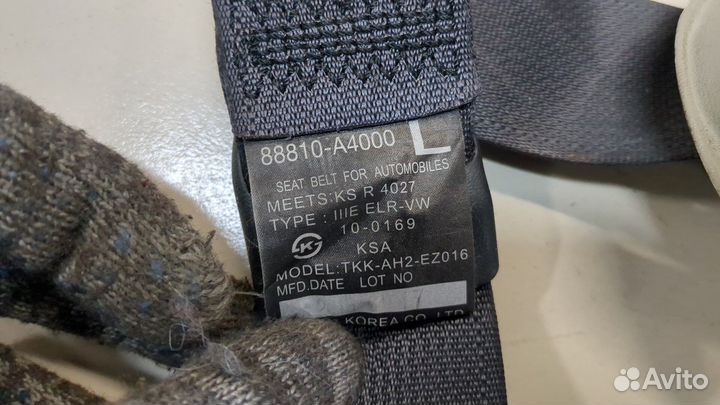 88810-A4000 L
SEAT BELT FOR AUTOMOBILES
MEETS:KS R 4027
TYPE : IIIE ELR-VW
10-0169
KSA
MODEL:TKK-AH2-EZ016
MFD.DATE LOT NO
KOREA CO., LTD.
Avito